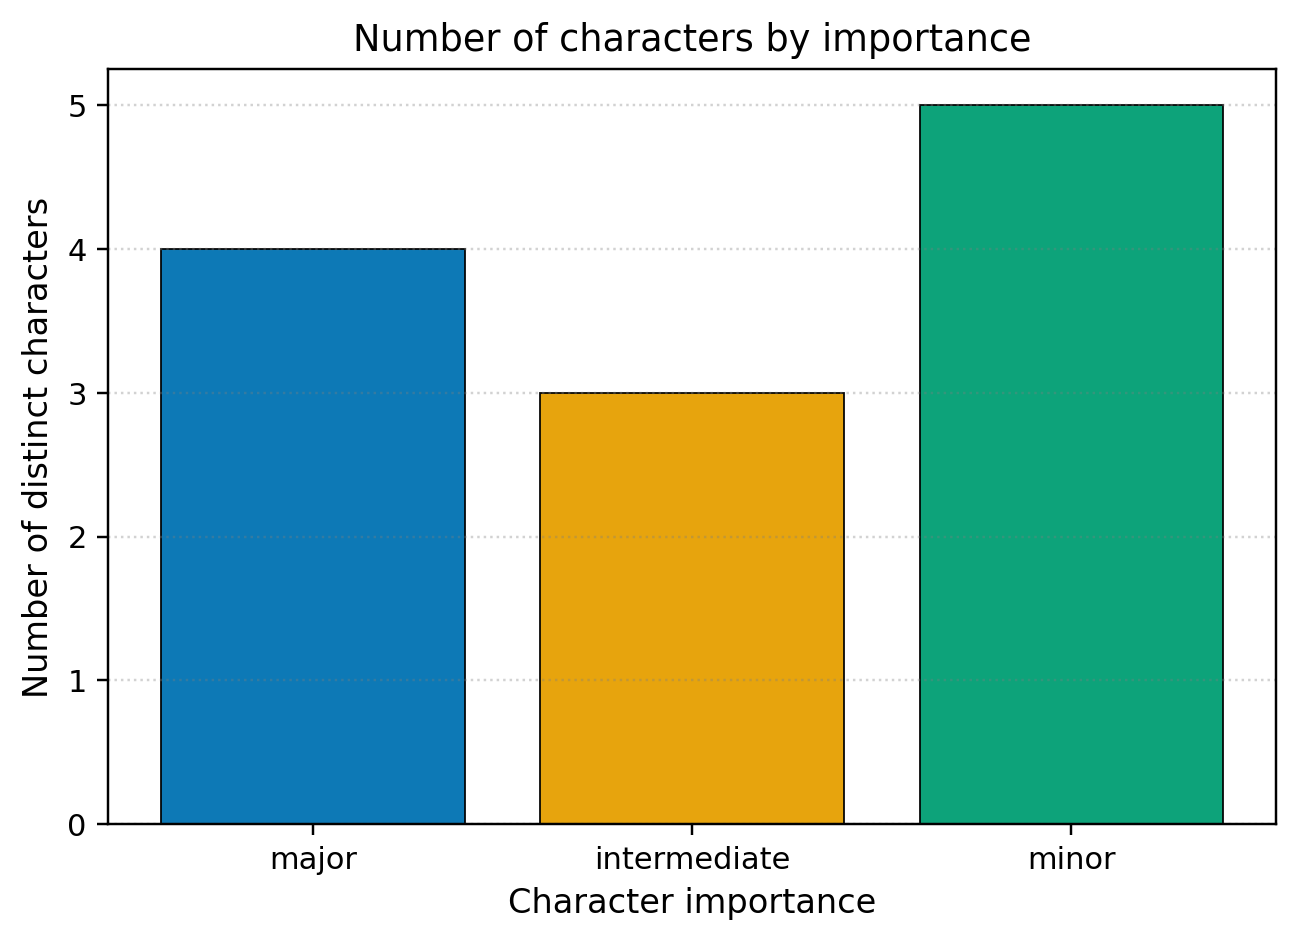 Number of characters by importance
Number of distinct characters
5
4
3
2
1
0
major
intermediate
minor
Character importance